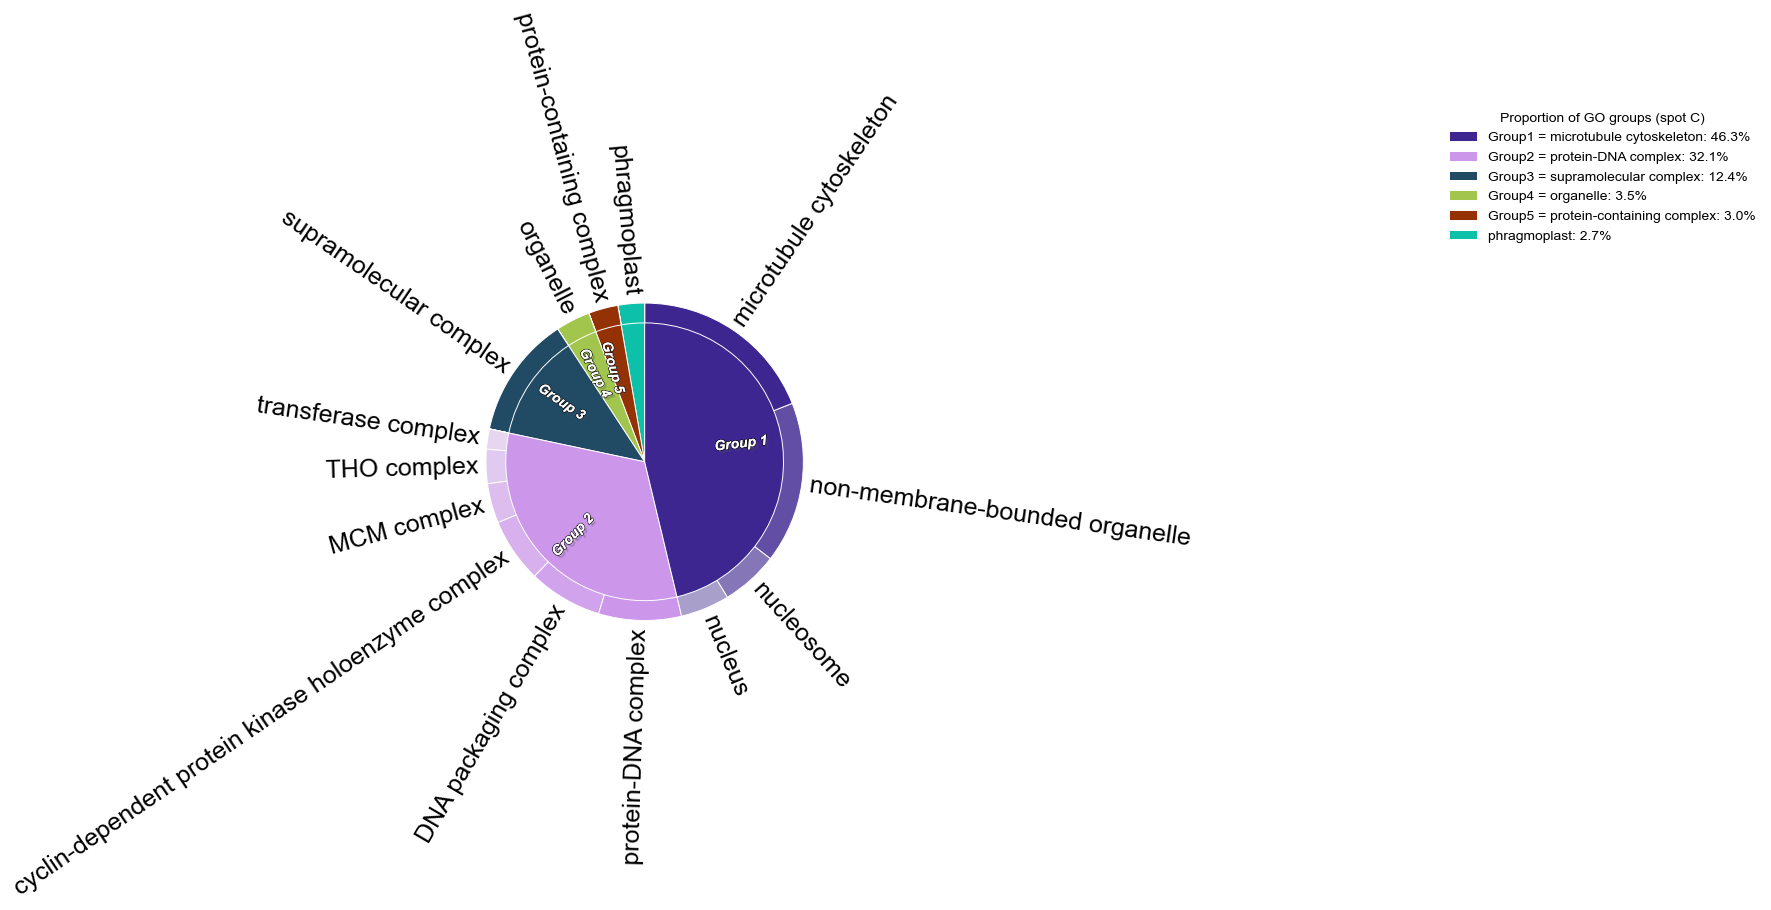 protein-containing complex
phragmoplast
microtubule cytoskeleton
organelle
supramolecular complex
transferase complex
THO complex
MCM complex
cyclin-dependent protein kinase holoenzyme complex
DNA packaging complex
protein-DNA complex
nucleus
nucleosome
non-membrane-bounded organelle
Group 1
Group 2
Group 3
Group 4
Group 5
Proportion of GO groups (spot C)
Group1 = microtubule cytoskeleton: 46.3%
Group2 = protein-DNA complex: 32.1%
Group3 = supramolecular complex: 12.4%
Group4 = organelle: 3.5%
Group5 = protein-containing complex: 3.0%
phragmoplast: 2.7%